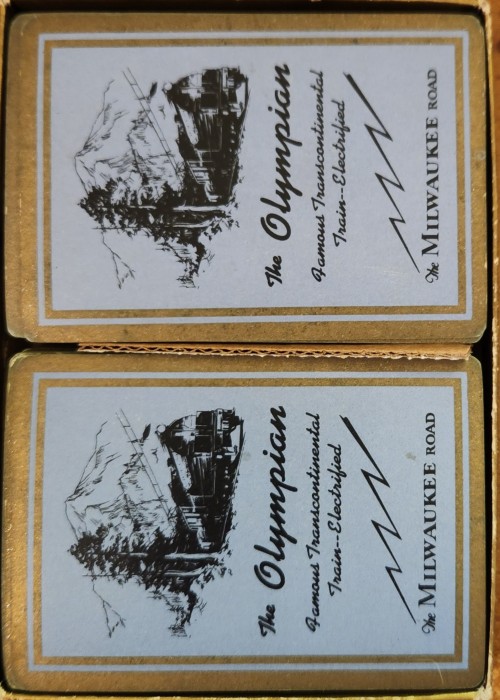 The Olympian
Famous Transcontinental
Train--Electrified
The MILWAUKEE ROAD
The Olympian
Famous Transcontinental
Train--Electrified
The MILWAUKEE ROAD